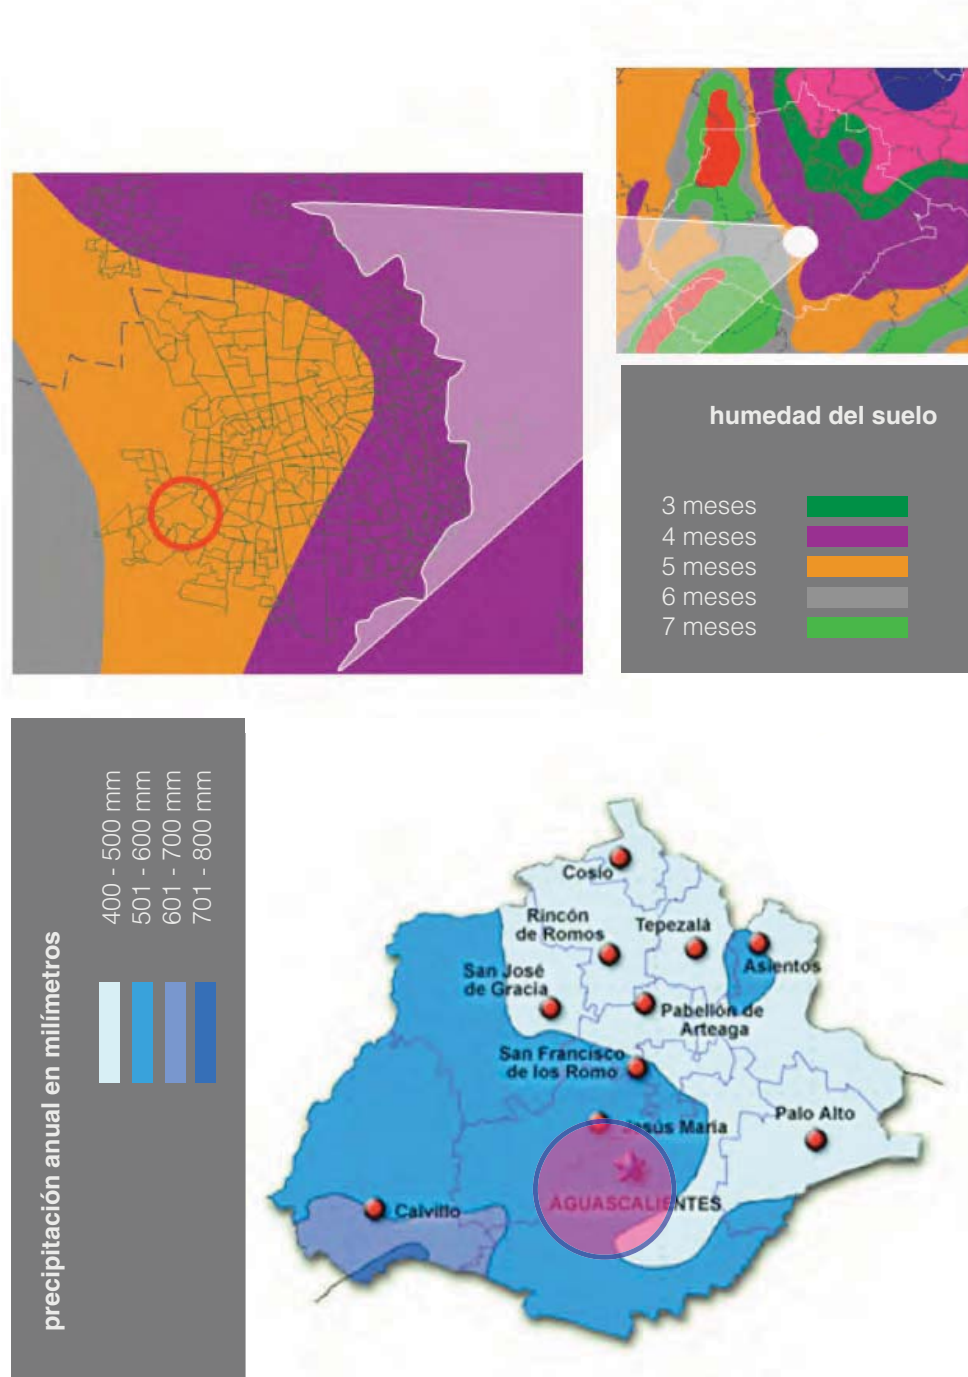 humedad del suelo
3 meses
4 meses
5 meses
6 meses
7 meses
precipitación anual en milímetros
400 - 500 mm
501 - 600 mm
601 - 700 mm
701 - 800 mm
Cosío
Rincón
de Romos
Tepezalá
Asientos
San José
de Gracia
Pabellón de
Arteaga
San Francisco
de los Romo
Jesús María
Palo Alto
Calvillo
AGUASCALIENTES